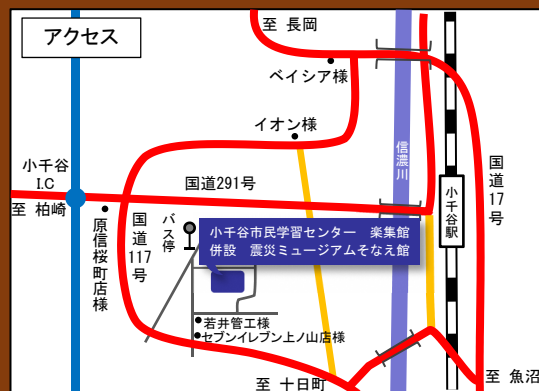 アクセス
至 長岡
ベイシア様
イオン様
信濃川
小千谷
I.C
国道291号
国道17号
小千谷駅
至 柏崎
原信桜町店様
国道117号
バス停
小千谷市民学習センター 楽集館
併設 震災ミュージアムそなえ館
若井管工様
セブンイレブン上ノ山店様
至 十日町
至 魚沼